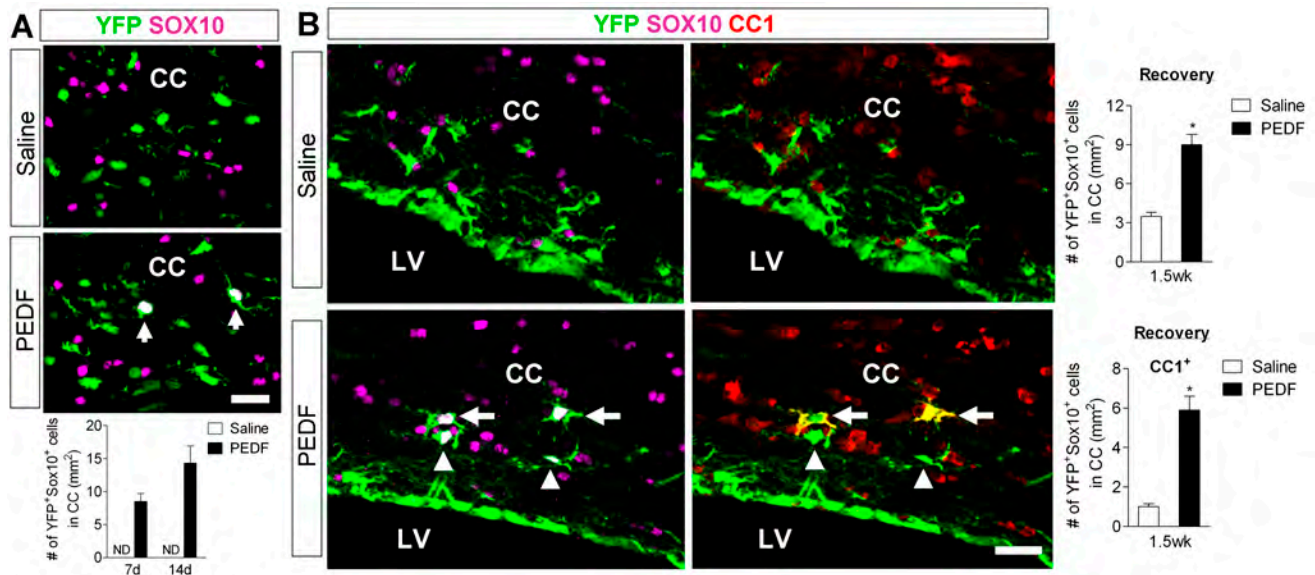 A
YFP SOX10
Saline
CC
PEDF
CC
# of YFP+Sox10+ cells
in CC (mm²)
20
15
10
5
0
Saline
PEDF
ND
ND
7d
14d
B
YFP SOX10 CC1
Saline
CC
LV
CC
LV
PEDF
CC
LV
CC
LV
Recovery
Saline
PEDF
# of YFP+Sox10+ cells
in CC (mm²)
12
9
6
3
0
*
1.5wk
Recovery
CC1+
Saline
PEDF
# of YFP+Sox10+ cells
in CC (mm²)
8
6
4
2
0
*
1.5wk